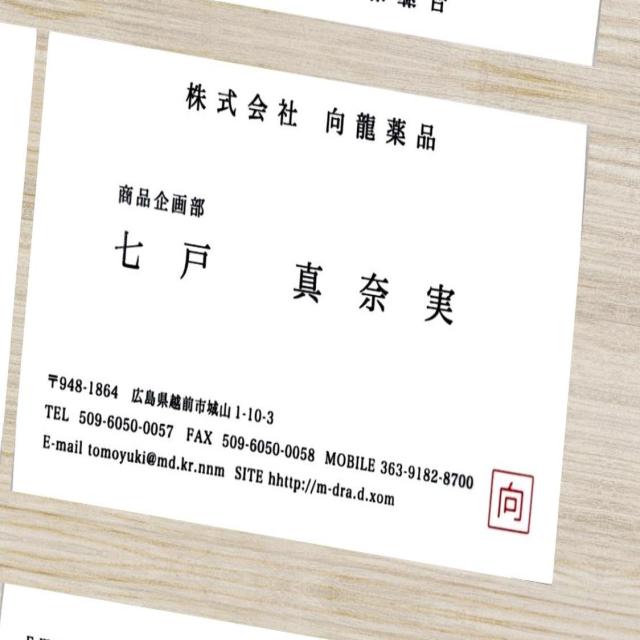 株式会社 向龍薬品
商品企画部
七戸 真奈実
〒948-1864 広島県越前市城山 1-10-3
TEL 509-6050-0057 FAX 509-6050-0058 MOBILE 363-9182-8700
E-mail tomoyuki@md.kr.nnm SITE hhttp://m-dra.d.xom
向